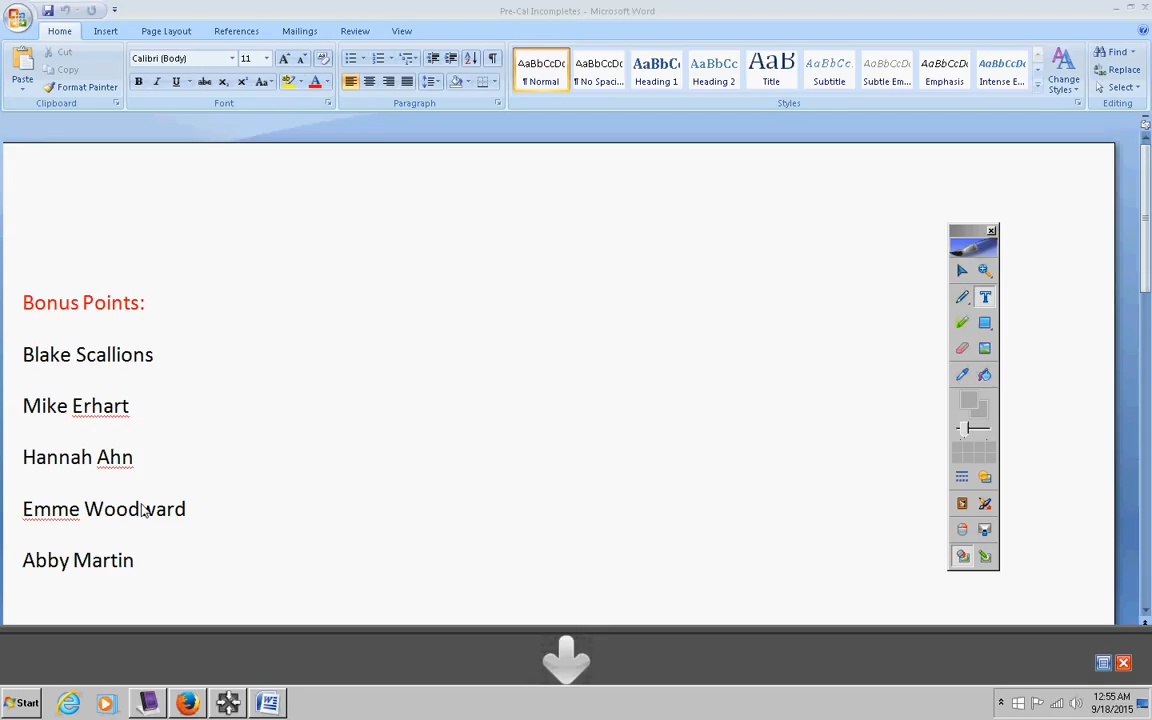 Pre-Cal Incompletes - Microsoft Word
Home Insert Page Layout References Mailings Review View
Paste
Cut
Copy
Format Painter
Clipboard
Calibri (Body) 11
B I U abc
Font
Paragraph
AaBbCcDc AaBbCcDc AaBbC AaBbCc AaB AaBbCc. AaBbCcDc AaBbCcDc AaBbCcDc
¶ Normal ¶ No Spaci... Heading 1 Heading 2 Title Subtitle Subtle Em... Emphasis Intense E...
Styles
Change Styles
Find
Replace
Select
Editing
Bonus Points:
Blake Scallions
Mike Erhart
Hannah Ahn
Emme Woodward
Abby Martin
Start
12:55 AM
9/18/2015